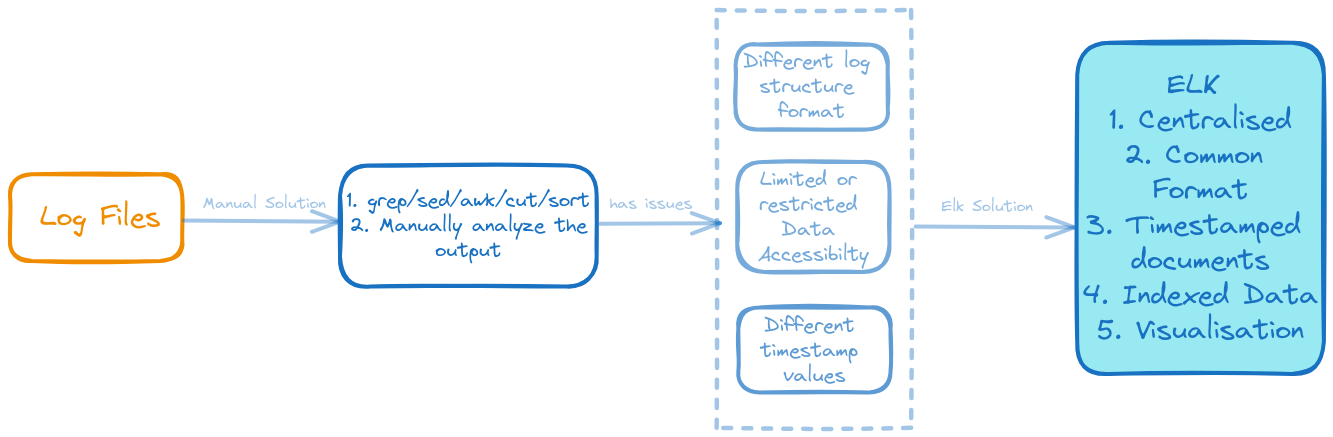 Log Files
Manual Solution
1. grep/sed/awk/cut/sort
2. Manually analyze the
output
has issues
Different log
structure
format
Limited or
restricted
Data
Accessibilty
Different
timestamp
values
Elk Solution
ELK
1. Centralised
2. Common
Format
3. Timestamped
documents
4. Indexed Data
5. Visualisation